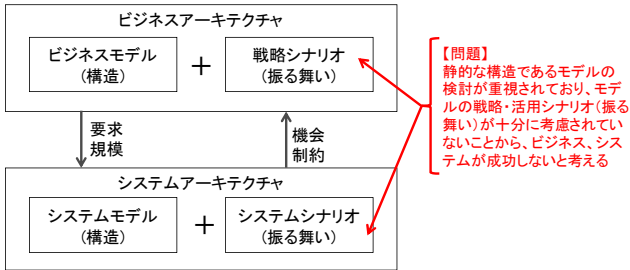 ビジネスアーキテクチャ
ビジネスモデル
(構造)
+
戦略シナリオ
(振る舞い)
【問題】
静的な構造であるモデルの
検討が重視されており、モデ
ルの戦略・活用シナリオ(振る
舞い)が十分に考慮されてい
ないことから、ビジネス、シス
テムが成功しないと考える
要求
規模
機会
制約
システムアーキテクチャ
システムモデル
(構造)
+
システムシナリオ
(振る舞い)